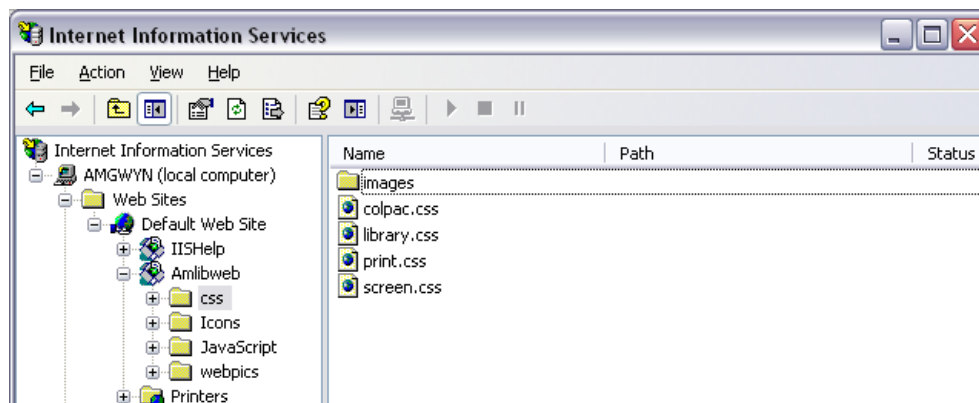 Internet Information Services
File Action View Help
Internet Information Services
AMGWYN (local computer)
Web Sites
Default Web Site
IISHelp
Amlibweb
css
Icons
JavaScript
webpics
Printers
Name Path Status
images
colpac.css
library.css
print.css
screen.css